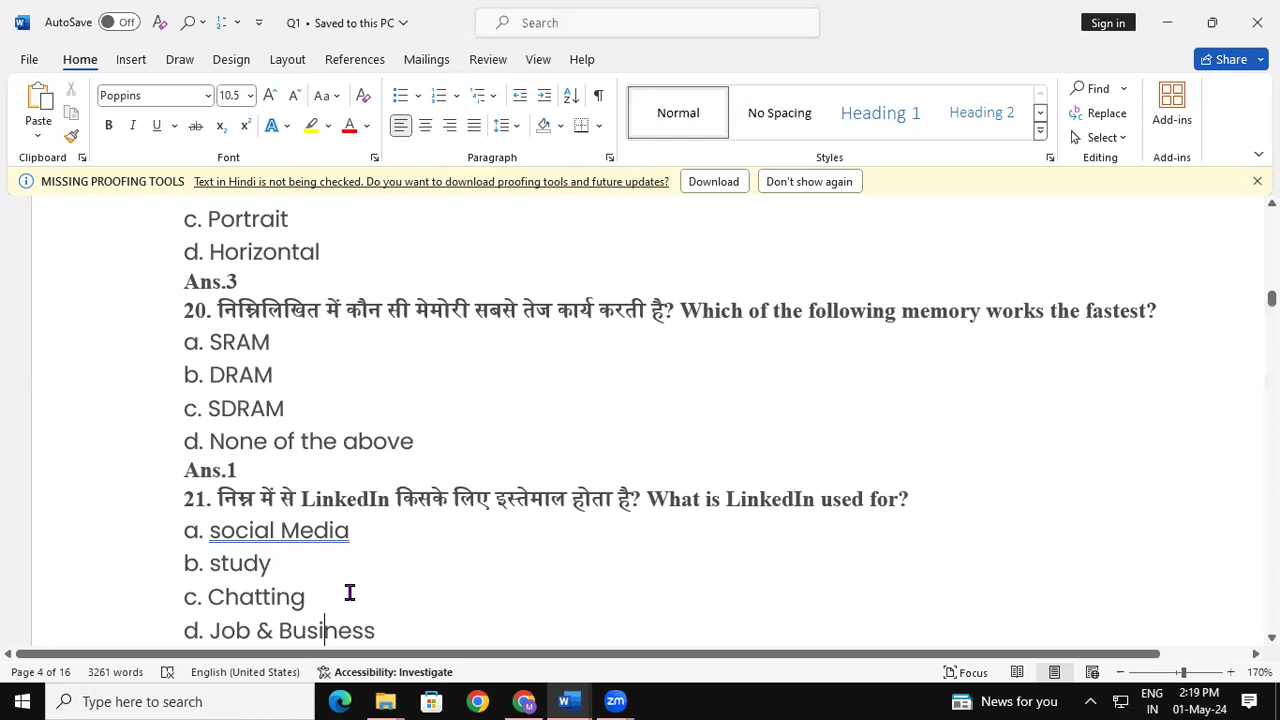 AutoSave Off Q1 • Saved to this PC Search Sign in
File Home Insert Draw Design Layout References Mailings Review View Help Share
Paste Poppins 10.5 Normal No Spacing Heading 1 Heading 2 Find Replace Select Add-ins
Clipboard Font Paragraph Styles Editing Add-ins
MISSING PROOFING TOOLS Text in Hindi is not being checked. Do you want to download proofing tools and future updates? Download Don't show again
c. Portrait
d. Horizontal
Ans.3
20. निम्निलिखित में कौन सी मेमोरी सबसे तेज कार्य करती है? Which of the following memory works the fastest?
a. SRAM
b. DRAM
c. SDRAM
d. None of the above
Ans.1
21. निम्न में से LinkedIn किसके लिए इस्तेमाल होता है? What is LinkedIn used for?
a. social Media
b. study
c. Chatting
d. Job & Business
Page 4 of 16 3261 words English (United States) Accessibility: Investigate Focus 170%
Type here to search News for you ENG IN 2:19 PM 01-May-24